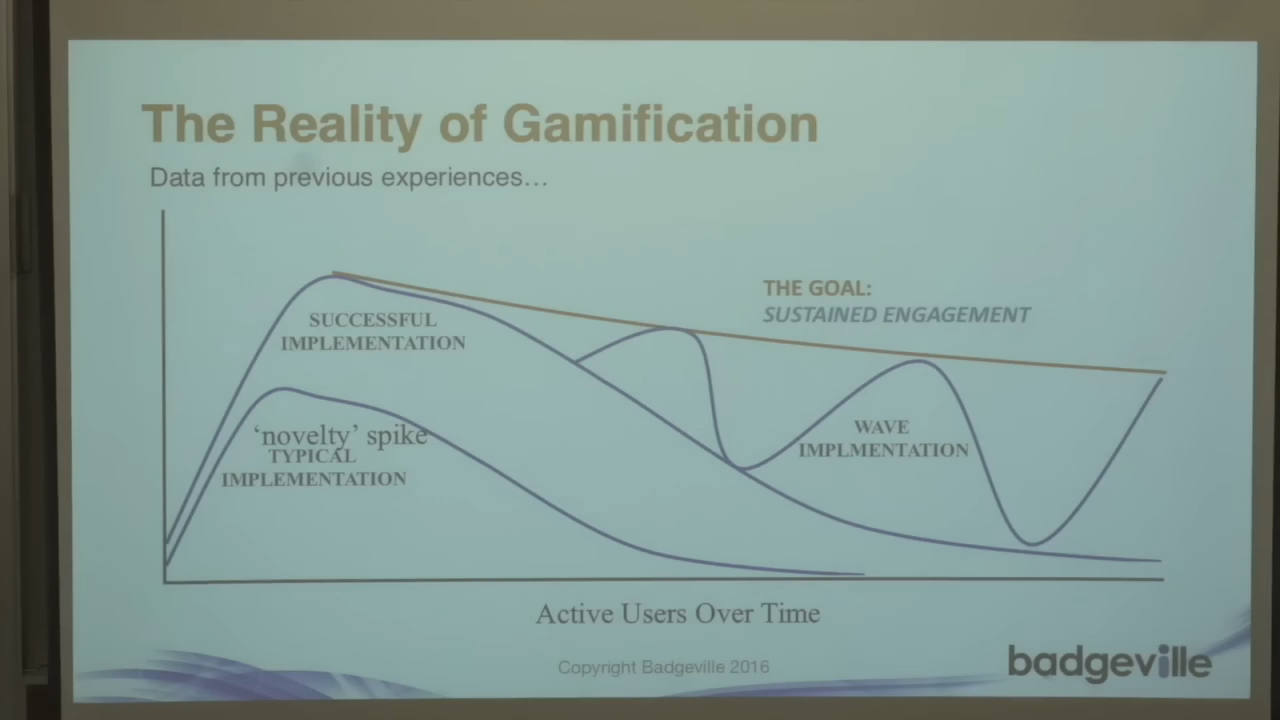 The Reality of Gamification
Data from previous experiences...
THE GOAL:
SUSTAINED ENGAGEMENT
SUCCESSFUL
IMPLEMENTATION
'novelty' spike
TYPICAL
IMPLEMENTATION
WAVE
IMPLMENTATION
Active Users Over Time
Copyright Badgeville 2016
badgeville